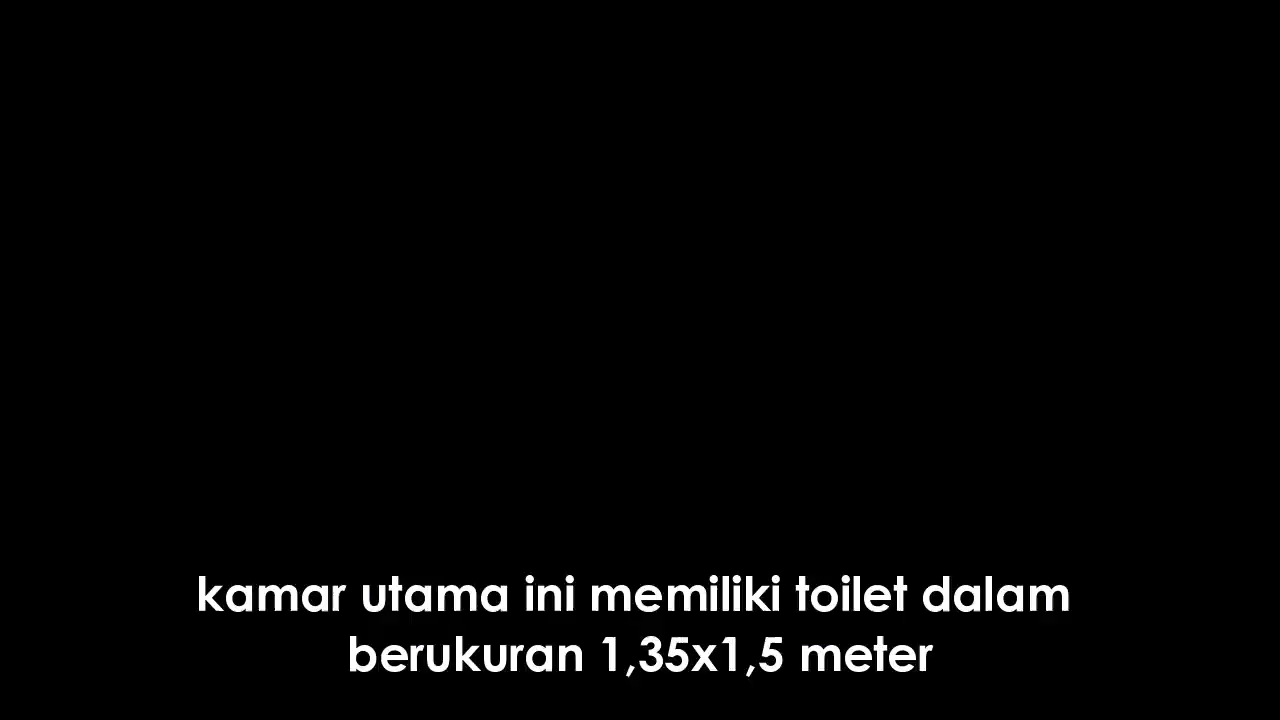 kamar utama ini memiliki toilet dalam
berukuran 1,35x1,5 meter